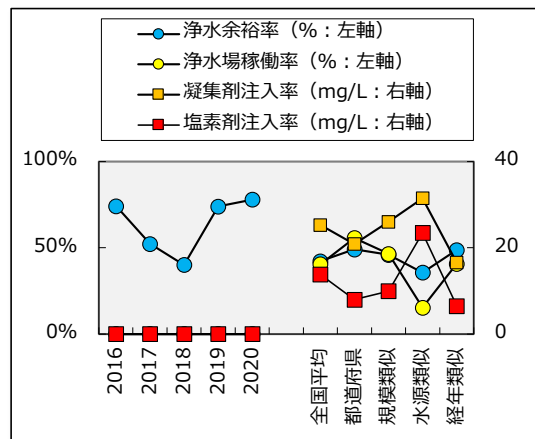 浄水余裕率（%：左軸）
浄水場稼働率（%：左軸）
凝集剤注入率（mg/L：右軸）
塩素剤注入率（mg/L：右軸）
100%
40
50%
20
0%
0
2016
2017
2018
2019
2020
全国平均
都道府県
規模類似
水源類似
経年類似